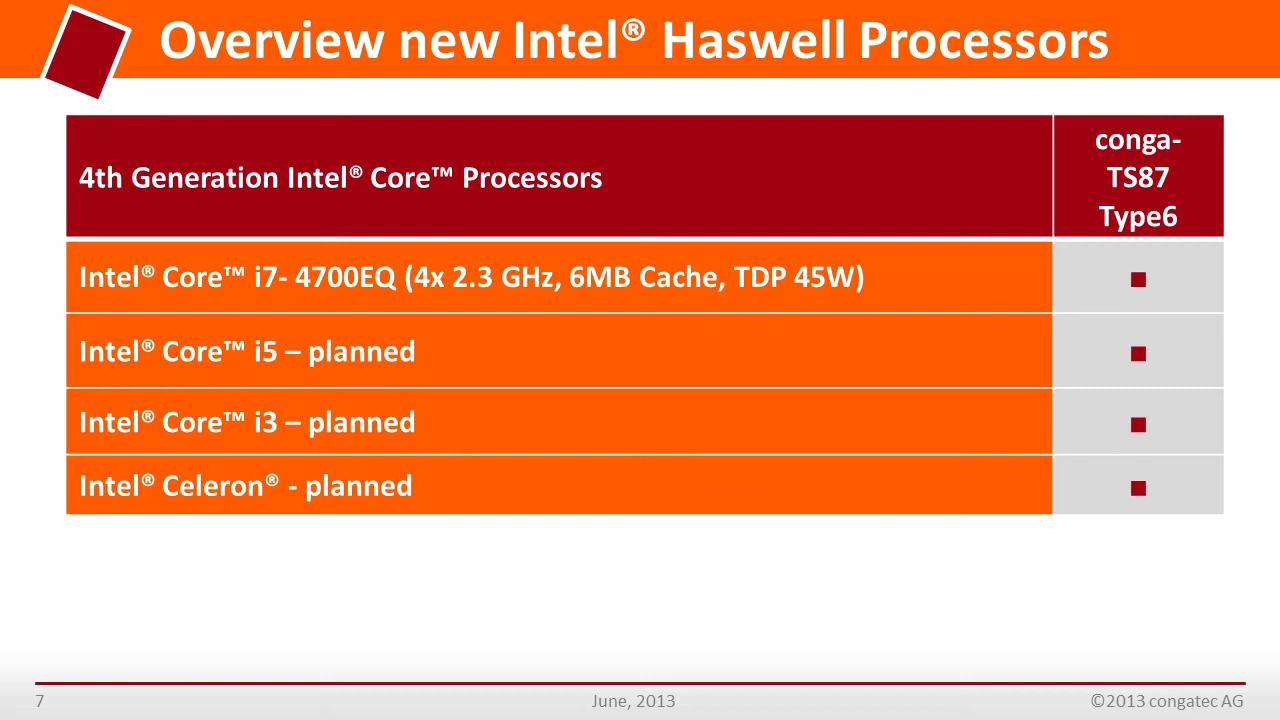 Overview new Intel® Haswell Processors
4th Generation Intel® Core™ Processors
conga-
TS87
Type6
Intel® Core™ i7- 4700EQ (4x 2.3 GHz, 6MB Cache, TDP 45W)
Intel® Core™ i5 – planned
Intel® Core™ i3 – planned
Intel® Celeron® - planned
7
June, 2013
©2013 congatec AG